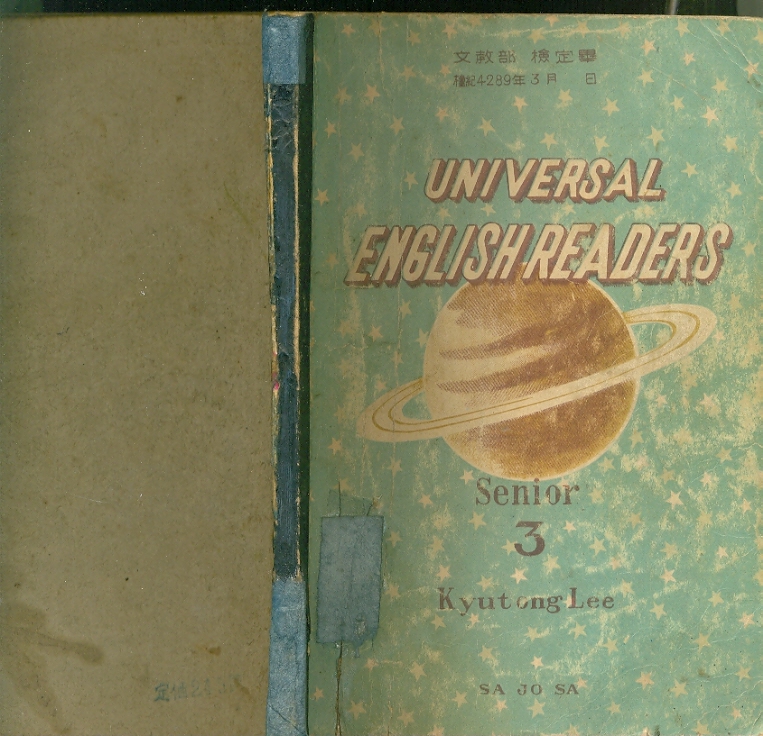 文敎部 檢定畢
檀紀4289年 3月 日
UNIVERSAL
ENGLISH READERS
Senior
3
Kyutong Lee
SA JO SA